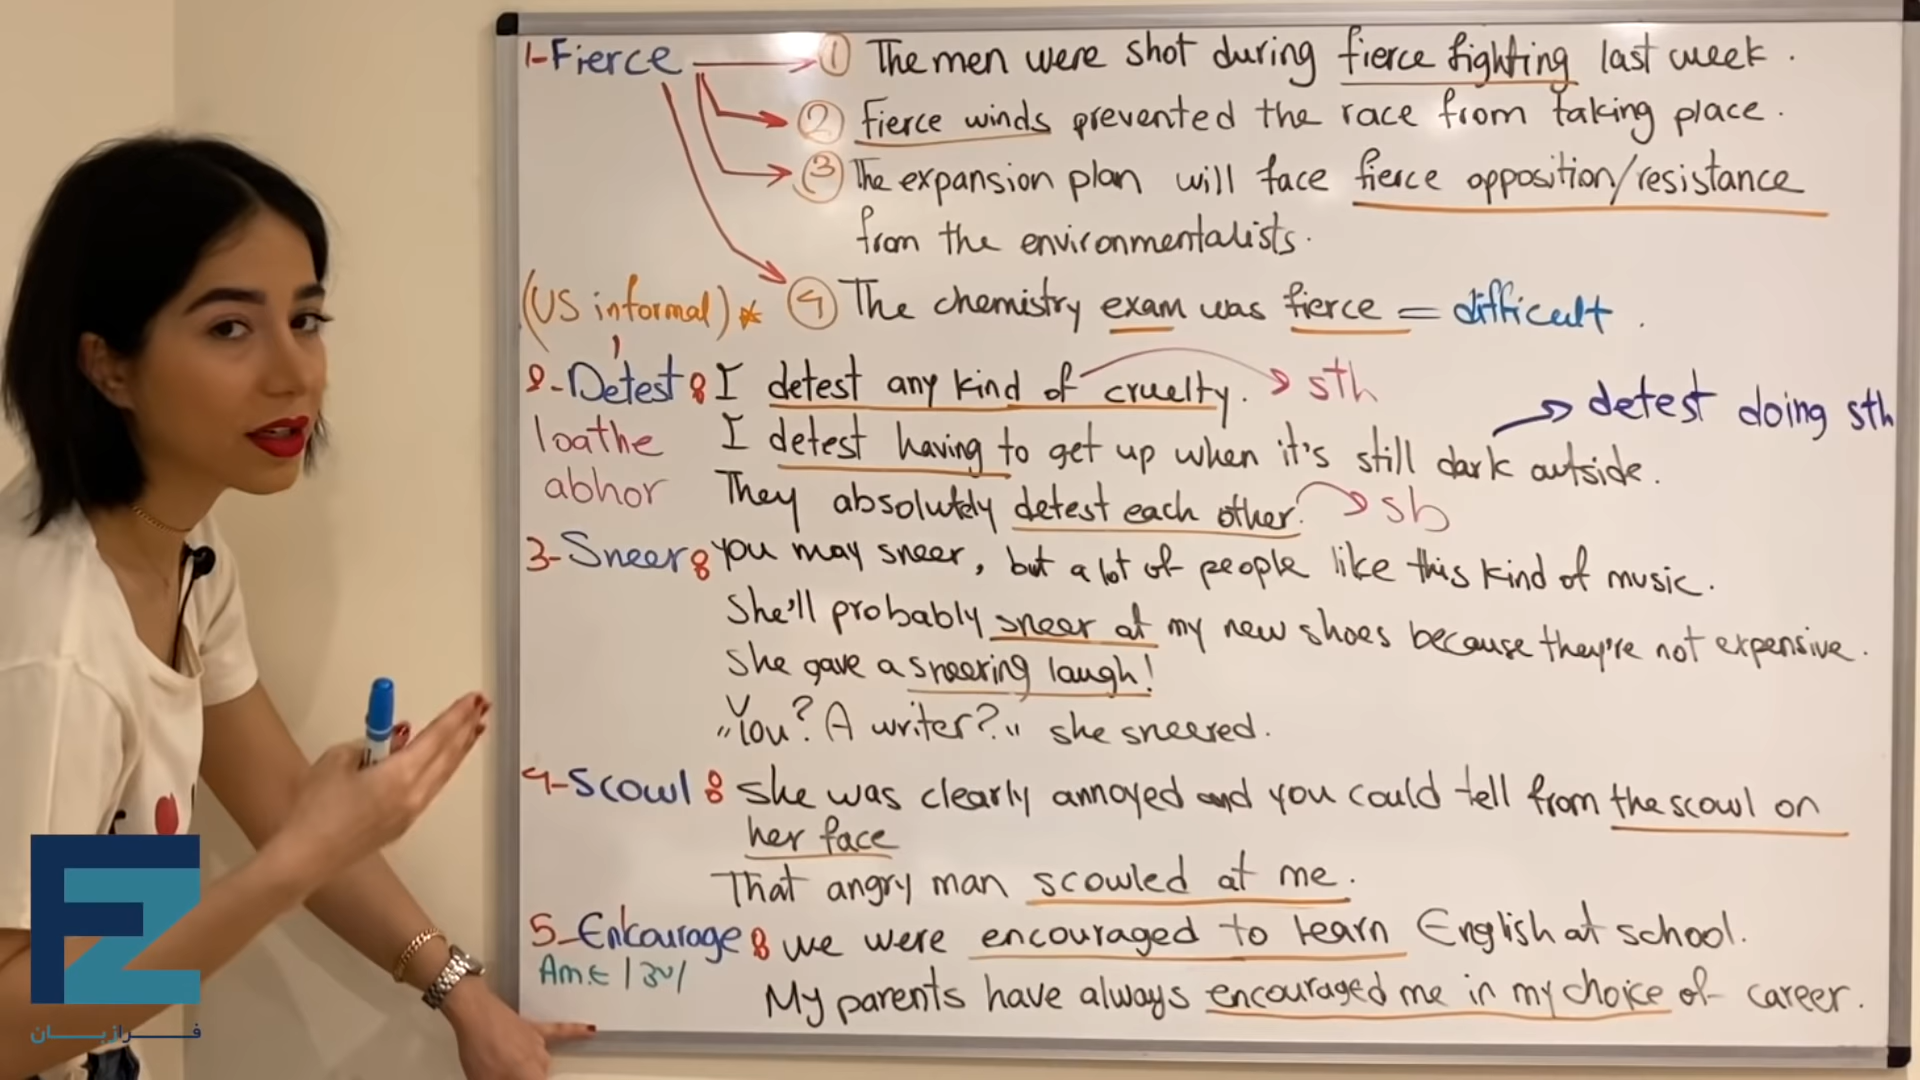 1-Fierce → ① The men were shot during fierce fighting last week.
② fierce winds prevented the race from taking place.
③ The expansion plan will face fierce opposition/resistance
from the environmentalists.
(US informal) * ④ The chemistry exam was fierce = difficult.
2-Detest: I detest any kind of cruelty. → sth
→ detest doing sth
loathe I detest having to get up when it's still dark outside.
abhor They absolutely detest each other. → sb
3-Sneer: you may sneer, but a lot of people like this kind of music.
She'll probably sneer at my new shoes because they're not expensive.
She gave a sneering laugh!
"You? A writer?" she sneered.
4-Scowl: She was clearly annoyed and you could tell from the scowl on
her face
That angry man scowled at me.
5-Encourage: we were encouraged to learn English at school.
Am.E
My parents have always encouraged me in my choice of career.
FZ
فرازبان